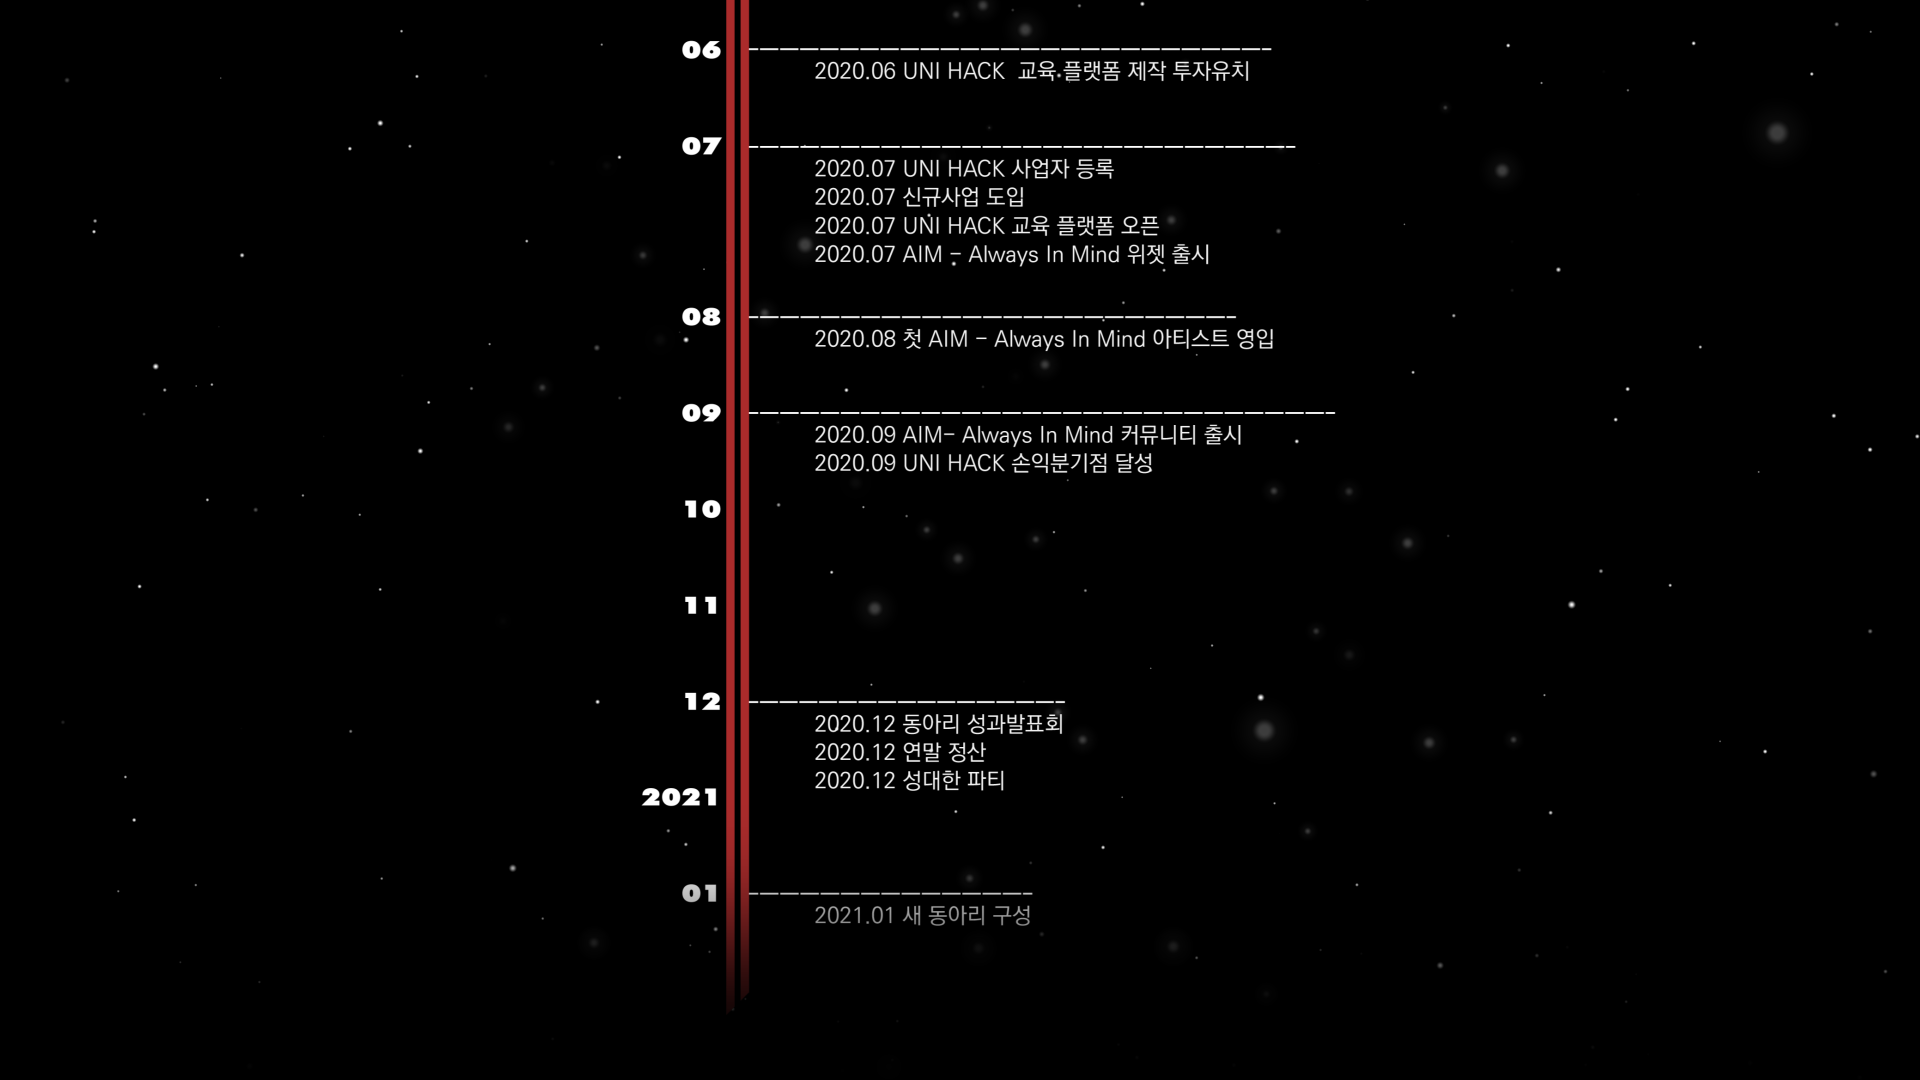 06
2020.06 UNI HACK 교육 플랫폼 제작 투자유치
07
2020.07 UNI HACK 사업자 등록
2020.07 신규사업 도입
2020.07 UNI HACK 교육 플랫폼 오픈
2020.07 AIM - Always In Mind 위젯 출시
08
2020.08 첫 AIM - Always In Mind 아티스트 영입
09
2020.09 AIM- Always In Mind 커뮤니티 출시
2020.09 UNI HACK 손익분기점 달성
10
11
12
2020.12 동아리 성과발표회
2020.12 연말 정산
2020.12 성대한 파티
2021
01
2021.01 새 동아리 구성